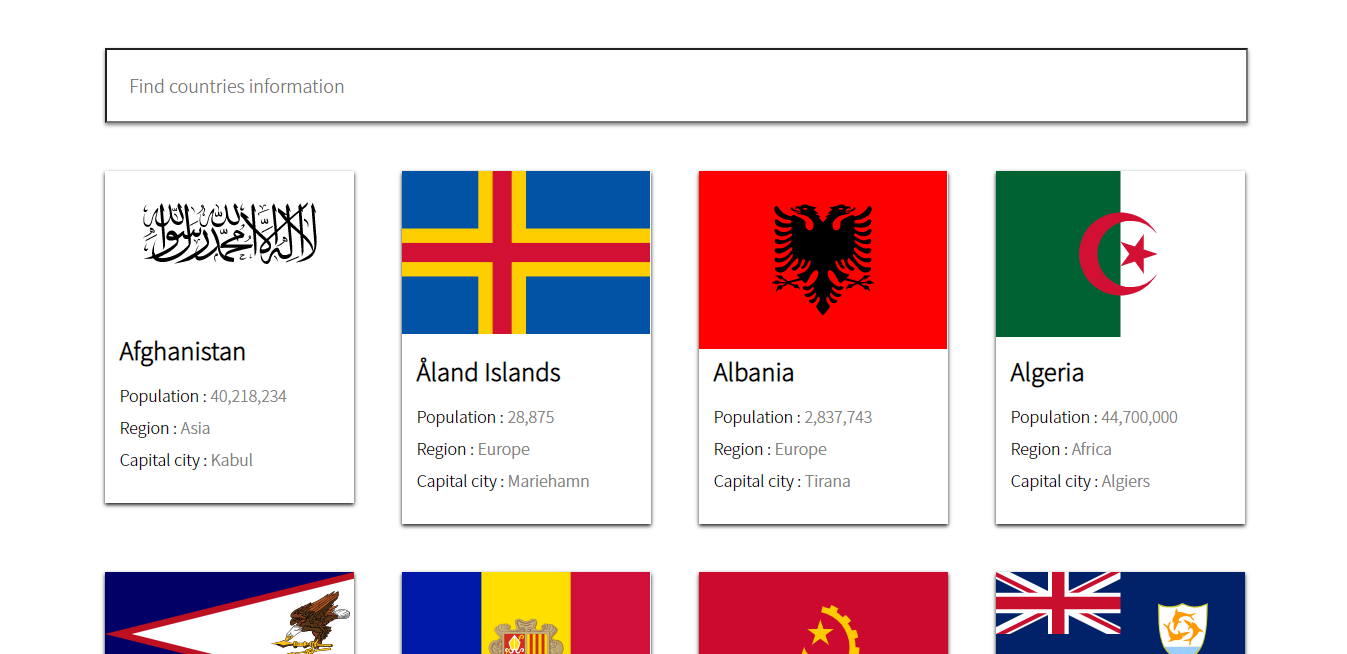 Find countries information
لا إله إلا الله محمد رسول الله
Afghanistan
Population : 40,218,234
Region : Asia
Capital city : Kabul
Åland Islands
Population : 28,875
Region : Europe
Capital city : Mariehamn
Albania
Population : 2,837,743
Region : Europe
Capital city : Tirana
Algeria
Population : 44,700,000
Region : Africa
Capital city : Algiers